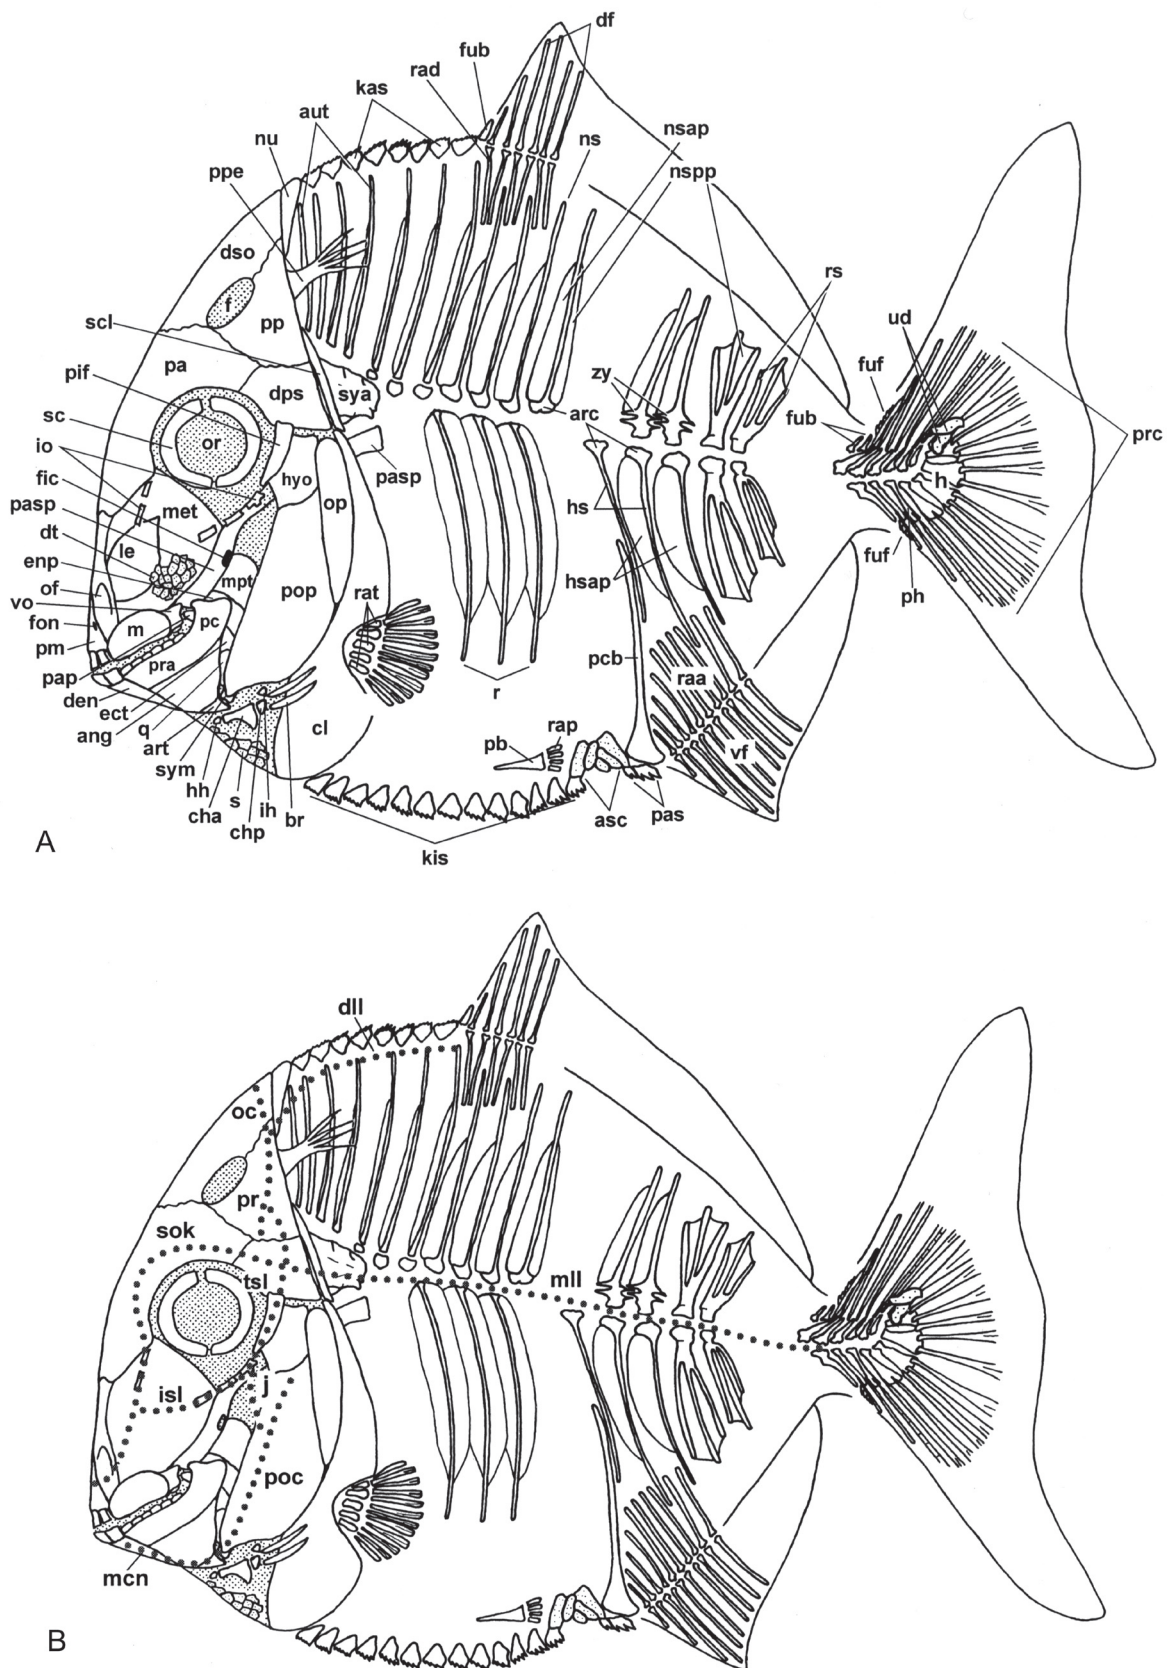 df
fub
rad
kas
aut
nu
ns
nsap
ppe
nspp
dso
rs
f
scl
pp
ud
pa
pif
fuf
dps
sya
zy
sc
arc
fub
or
prc
io
fic
hyo
pasp
h
met
op
pasp
hs
dt
le
fuf
enp
hsap
mpt
of
pop
ph
vo
rat
fon
m
pc
pm
pcb
pra
raa
pap
r
den
ect
ang
q
cl
rap
art
pb
vf
sym
hh
s
ih
cha
br
asc
pas
chp
A
kis
dll
oc
pr
sok
tsl
mll
isl
j
poc
mcn
B